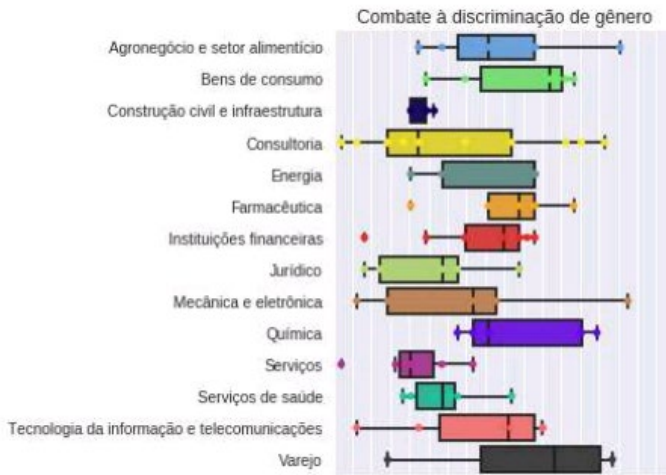 Combate à discriminação de gênero
Agronegócio e setor alimentício
Bens de consumo
Construção civil e infraestrutura
Consultoria
Energia
Farmacêutica
Instituições financeiras
Jurídico
Mecânica e eletrônica
Química
Serviços
Serviços de saúde
Tecnologia da informação e telecomunicações
Varejo